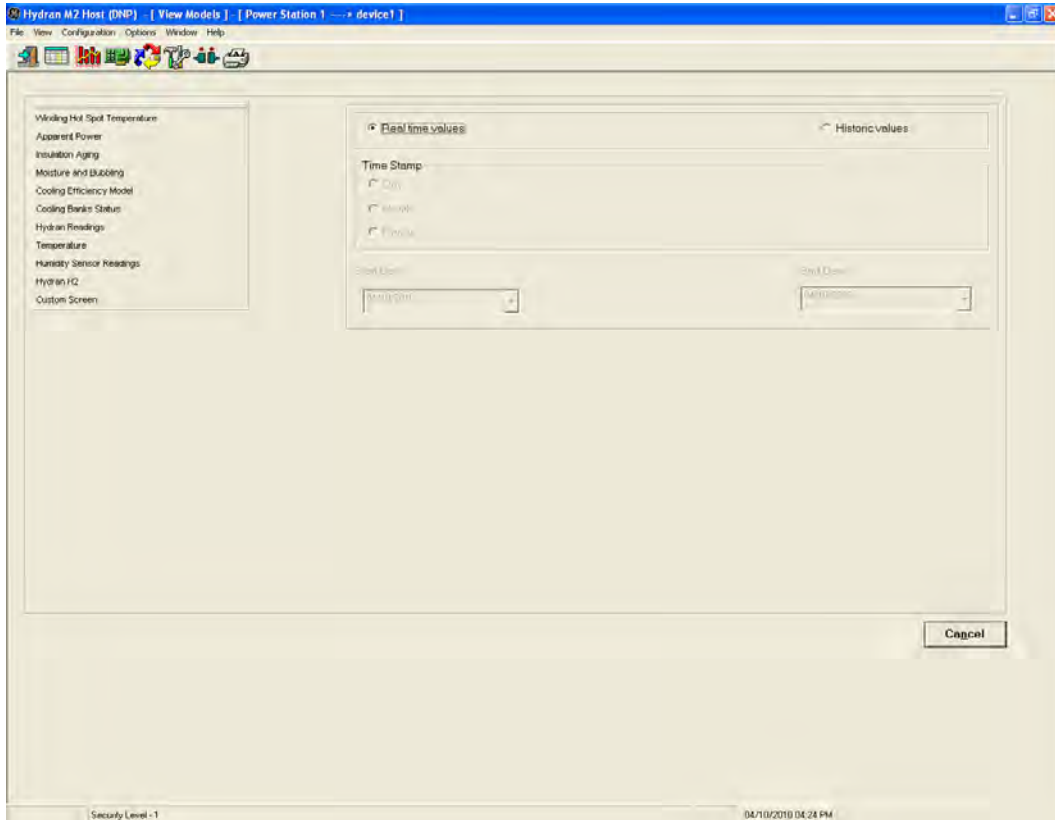 Hydran M2 Host (DNP) - [ View Models ] - [ Power Station 1 ----> device1 ]
File View Configuration Options Window Help
Winding Hot Spot Temperature
Apparent Power
Insulation Aging
Moisture and Bubbling
Cooling Efficiency Model
Cooling Banks Status
Hydran Readings
Temperature
Humidity Sensor Readings
Hydran H2
Custom Screen
Real time values
Historic values
Time Stamp
Cancel
Security Level - 1
04/10/2010 04:24 PM